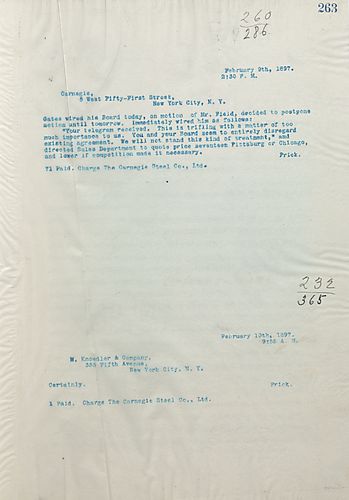 263
260
286
February 9th, 1897.
2:30 P. M.
Carnegie,
5 West Fifty-First Street,
New York City, N. Y.
Gates wired his Board today, on motion of Mr. Field, decided to postpone
action until tomorrow. Immediately wired him as follows:
"Your telegram received. This is trifling with a matter of too
much importance to us. You and your Board seem to entirely disregard
existing agreement. We will not stand this kind of treatment," and
directed Sales Department to quote price seventeen Pittsburg or Chicago,
and lower if competition made it necessary.
Frick.
71 Paid. Charge The Carnegie Steel Co., Ltd.
232
365
February 10th, 1897.
9:55 A. M.
M. Knoedler & Company,
355 Fifth Avenue,
New York City, N. Y.
Certainly.
Frick.
1 Paid. Charge The Carnegie Steel Co., Ltd.